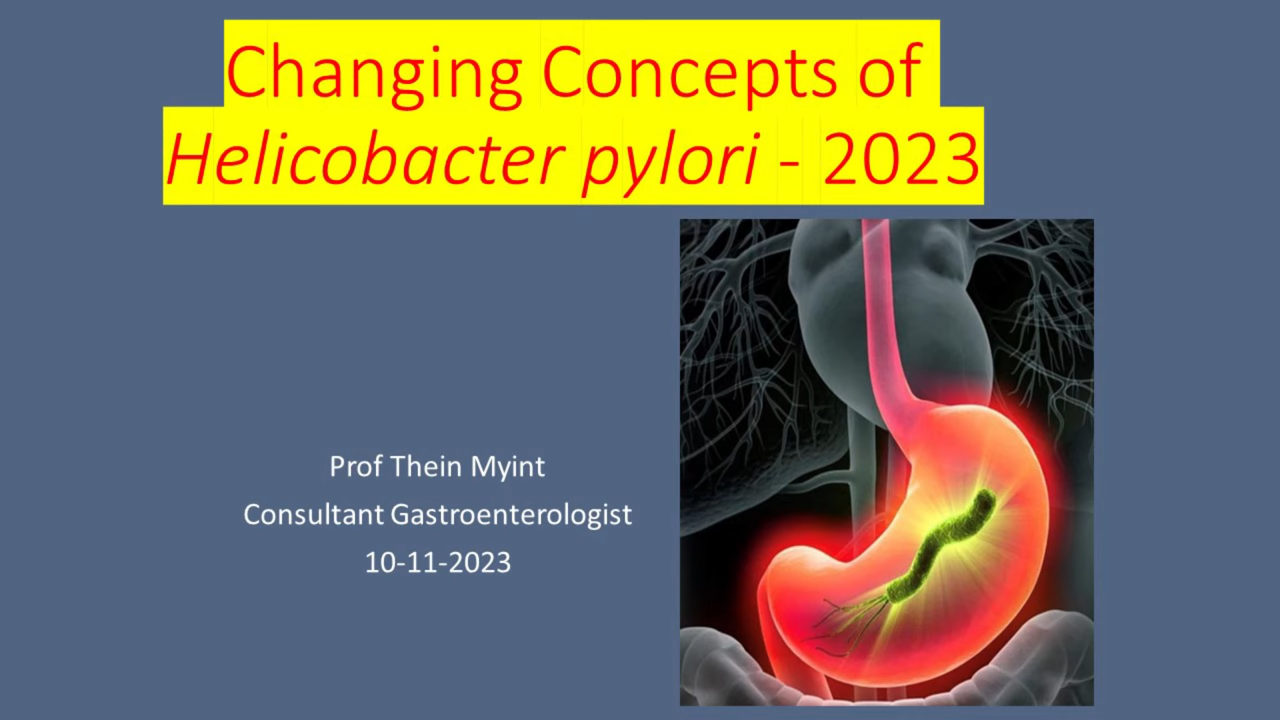 Changing Concepts of
Helicobacter pylori - 2023
Prof Thein Myint
Consultant Gastroenterologist
10-11-2023